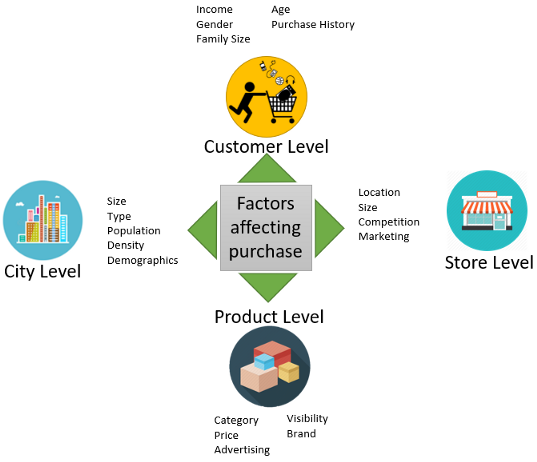 Income Age
Gender Purchase History
Family Size
Customer Level
Size
Type
Population
Density
Demographics
City Level
Factors
affecting
purchase
Location
Size
Competition
Marketing
Store Level
Product Level
Category Visibility
Price Brand
Advertising